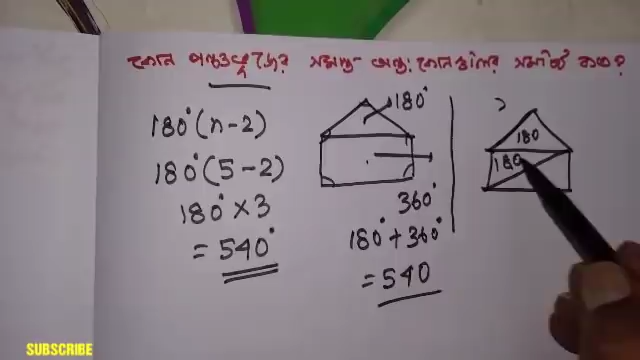 কোন পঞ্চভুজের সমস্ত অন্ত: কোনগুলির সমষ্টি কত?
180°(n-2)
180°(5-2)
180° × 3
= 540°
180°
360°
180° + 360°
= 540
180
180
SUBSCRIBE